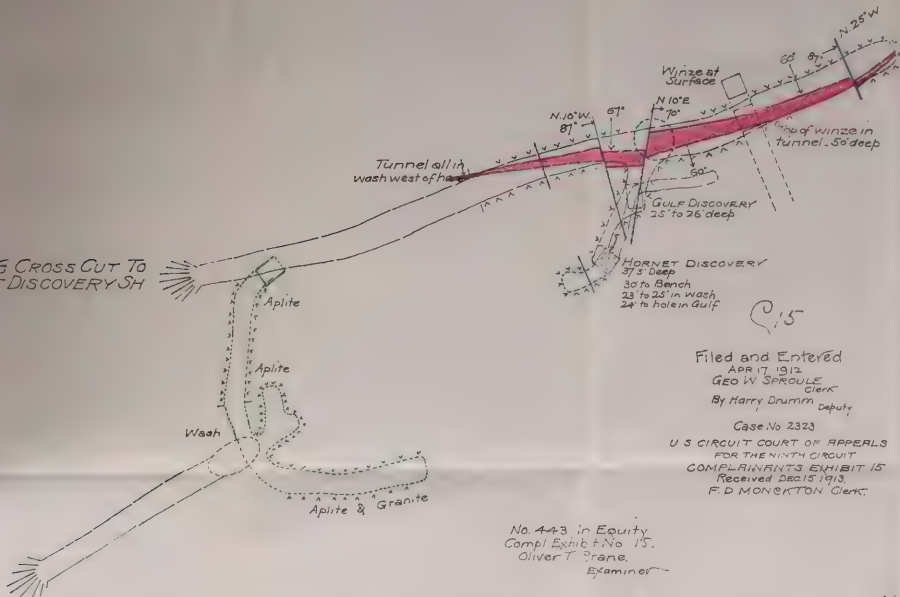 N.25°W
60° 87°
Winze at
Surface
N 10°E
70°
N.10°W. 67°
87°
of winze in
tunnel. 50' deep
Tunnel all in
wash west of
60°
GULF DISCOVERY
25' to 26' deep
CROSS CUT TO
DISCOVERY SH
HORNET DISCOVERY
37.5' Deep
30' to Bench
23' to 25' in Wash
24' to hole in Gulf
Aplite
15
Filed and Entered
APR 17 1912
GEO W SPROULE
Clerk
By Harry Drumm
Deputy
Aplite
Case No 2323
Wash
U S CIRCUIT COURT OF APPEALS
FOR THE NINTH CIRCUIT
COMPLAINANTS EXHIBIT 15
Received DEC 15 1913.
F. D MONCKTON Clerk.
Aplite & Granite
No. 443 in Equity
Compl Exhibit No 15.
Oliver T Crane.
Examiner